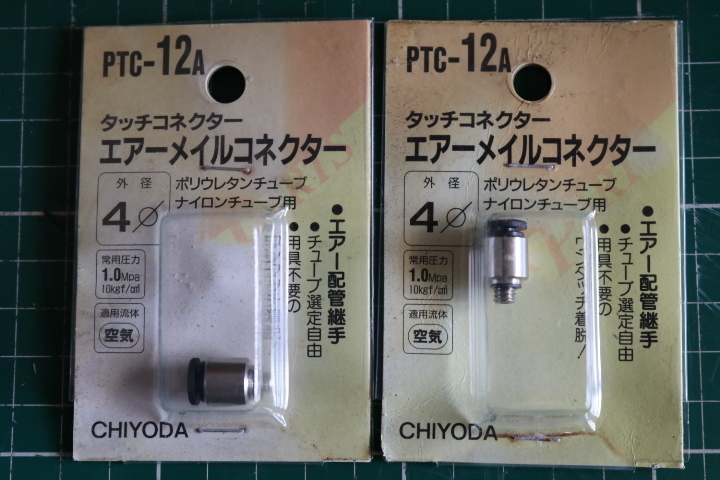 PTC-12A
タッチコネクター
エアーメイルコネクター
外径
4φ
ポリウレタンチューブ
ナイロンチューブ用
常用圧力
1.0Mpa
10kgf/c㎡
適用流体
空気
●エアー配管継手
●チューブ選定自由
●用具不要の
CHIYODA
PTC-12A
タッチコネクター
エアーメイルコネクター
外径
4φ
ポリウレタンチューブ
ナイロンチューブ用
常用圧力
1.0Mpa
10kgf/c㎡
適用流体
空気
●エアー配管継手
●チューブ選定自由
●用具不要の
ワンタッチ着脱!
CHIYODA